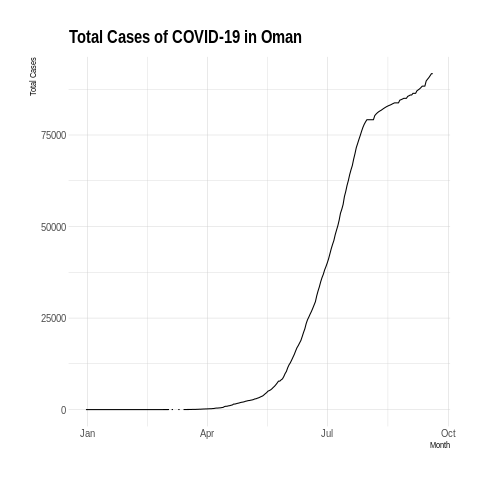 Total Cases of COVID-19 in Oman
Total Cases
75000
50000
25000
0
Jan Apr Jul Oct
Month